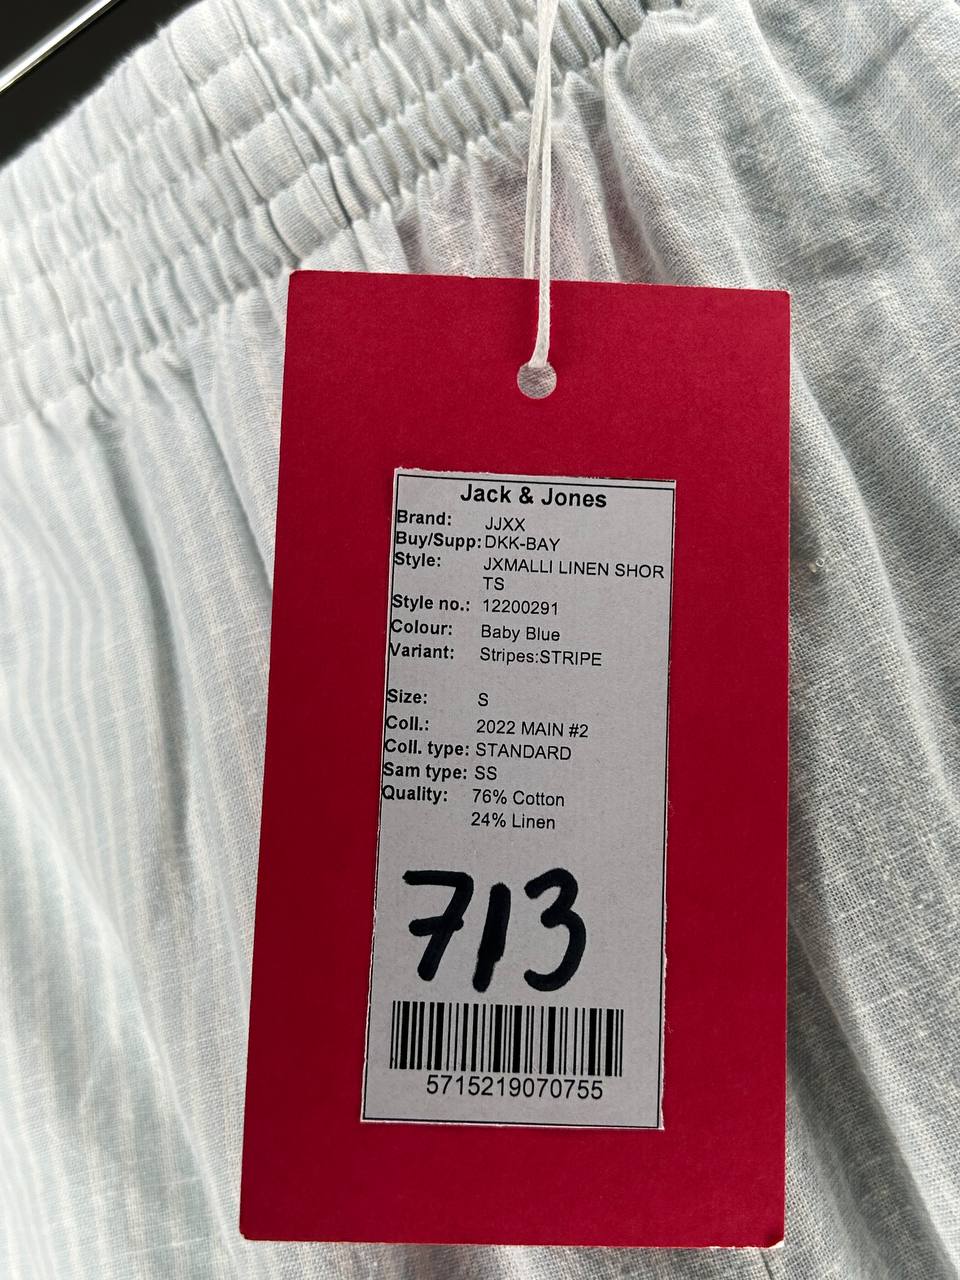 Jack & Jones
Brand: JJXX
Buy/Supp: DKK-BAY
Style: JXMALLI LINEN SHOR
TS
Style no.: 12200291
Colour: Baby Blue
Variant: Stripes:STRIPE
Size: S
Coll.: 2022 MAIN #2
Coll. type: STANDARD
Sam type: SS
Quality: 76% Cotton
24% Linen
713
5715219070755